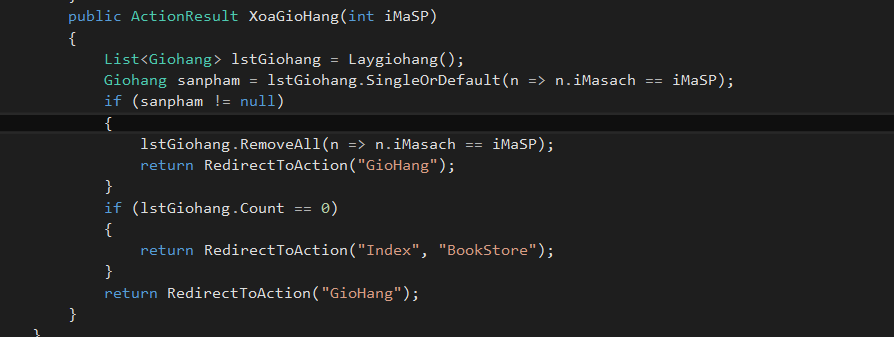 public ActionResult XoaGioHang(int iMaSP)
{
List<Giohang> lstGiohang = Laygiohang();
Giohang sanpham = lstGiohang.SingleOrDefault(n => n.iMasach == iMaSP);
if (sanpham != null)
{
lstGiohang.RemoveAll(n => n.iMasach == iMaSP);
return RedirectToAction("GioHang");
}
if (lstGiohang.Count == 0)
{
return RedirectToAction("Index", "BookStore");
}
return RedirectToAction("GioHang");
}
}